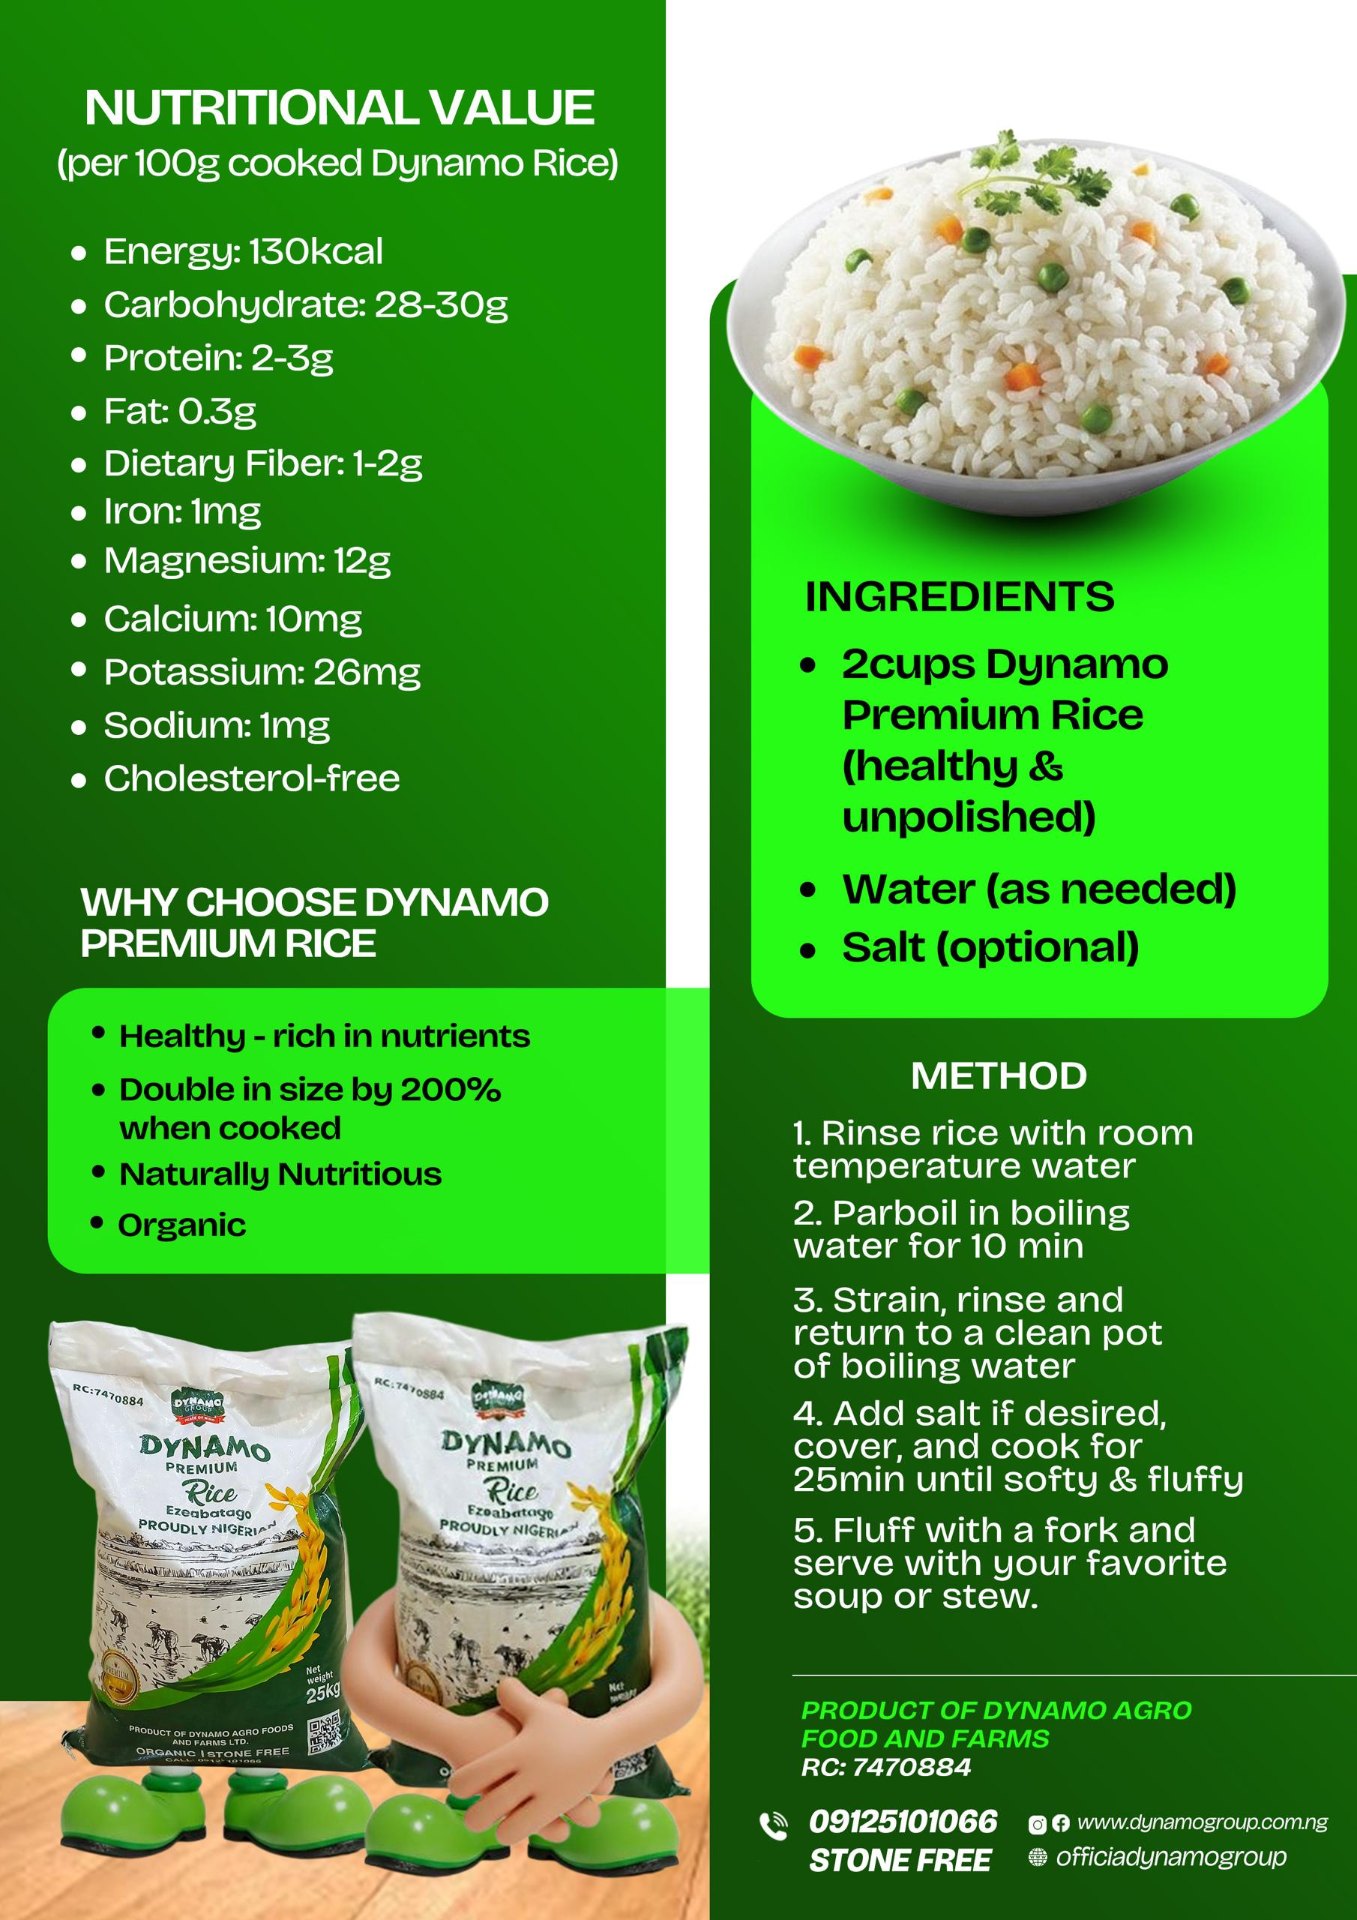 NUTRITIONAL VALUE
(per 100g cooked Dynamo Rice)
Energy: 130kcal
Carbohydrate: 28-30g
Protein: 2-3g
Fat: 0.3g
Dietary Fiber: 1-2g
Iron: 1mg
Magnesium: 12g
Calcium: 10mg
Potassium: 26mg
Sodium: 1mg
Cholesterol-free
WHY CHOOSE DYNAMO
PREMIUM RICE
Healthy - rich in nutrients
Double in size by 200%
when cooked
Naturally Nutritious
Organic
RC:7470884
DYNAMO
GROUP
DYNAMO
PREMIUM
Rice
Ezeabatago
PROUDLY NIGERIAN
PREMIUM
Net
weight
25kg
PRODUCT OF DYNAMO AGRO FOODS
AND FARMS LTD.
ORGANIC | STONE FREE
RC:7470884
DYNAMO
DYNAMO
PREMIUM
Rice
Ezeabatago
PROUDLY NIGERIAN
Net
INGREDIENTS
2cups Dynamo
Premium Rice
(healthy &
unpolished)
Water (as needed)
Salt (optional)
METHOD
1. Rinse rice with room
temperature water
2. Parboil in boiling
water for 10 min
3. Strain, rinse and
return to a clean pot
of boiling water
4. Add salt if desired,
cover, and cook for
25min until softy & fluffy
5. Fluff with a fork and
serve with your favorite
soup or stew.
PRODUCT OF DYNAMO AGRO
FOOD AND FARMS
RC: 7470884
09125101066
STONE FREE
www.dynamogroup.com.ng
officiadynamogroup